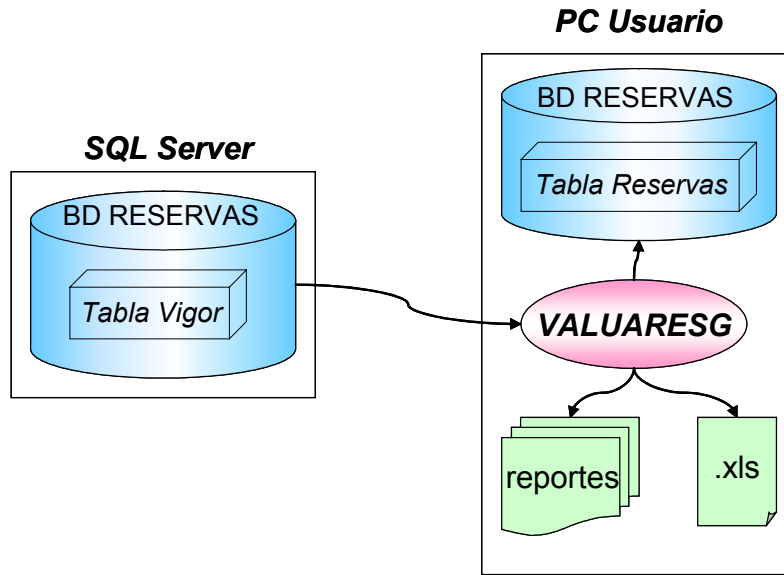 PC Usuario
BD RESERVAS
Tabla Reservas
SQL Server
BD RESERVAS
Tabla Vigor
VALUARESG
reportes
.xls